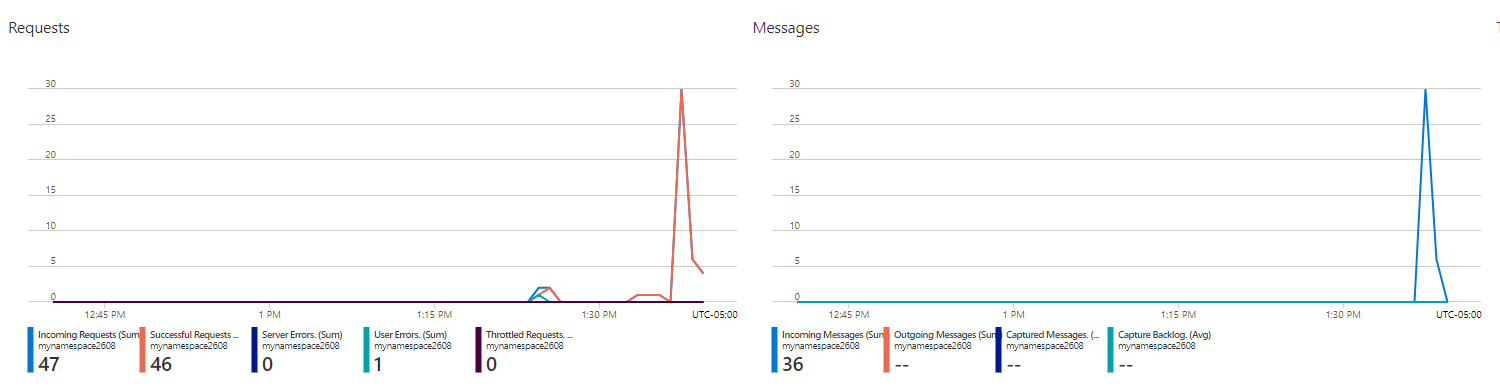 Requests
Messages
30
25
20
15
10
5
0
12:45 PM 1 PM 1:15 PM 1:30 PM UTC-05:00
Incoming Requests (Sum Successful Requests ... Server Errors. (Sum) User Errors. (Sum) Throttled Requests. ...
mynamespace2608 mynamespace2608 mynamespace2608 mynamespace2608 mynamespace2608
47 46 0 1 0
30
25
20
15
10
5
0
12:45 PM 1 PM 1:15 PM 1:30 PM UTC-05:00
Incoming Messages (Sum Outgoing Messages (Sum) Captured Messages. (... Capture Backlog. (Avg)
mynamespace2608 mynamespace2608 mynamespace2608 mynamespace2608
36 -- -- --